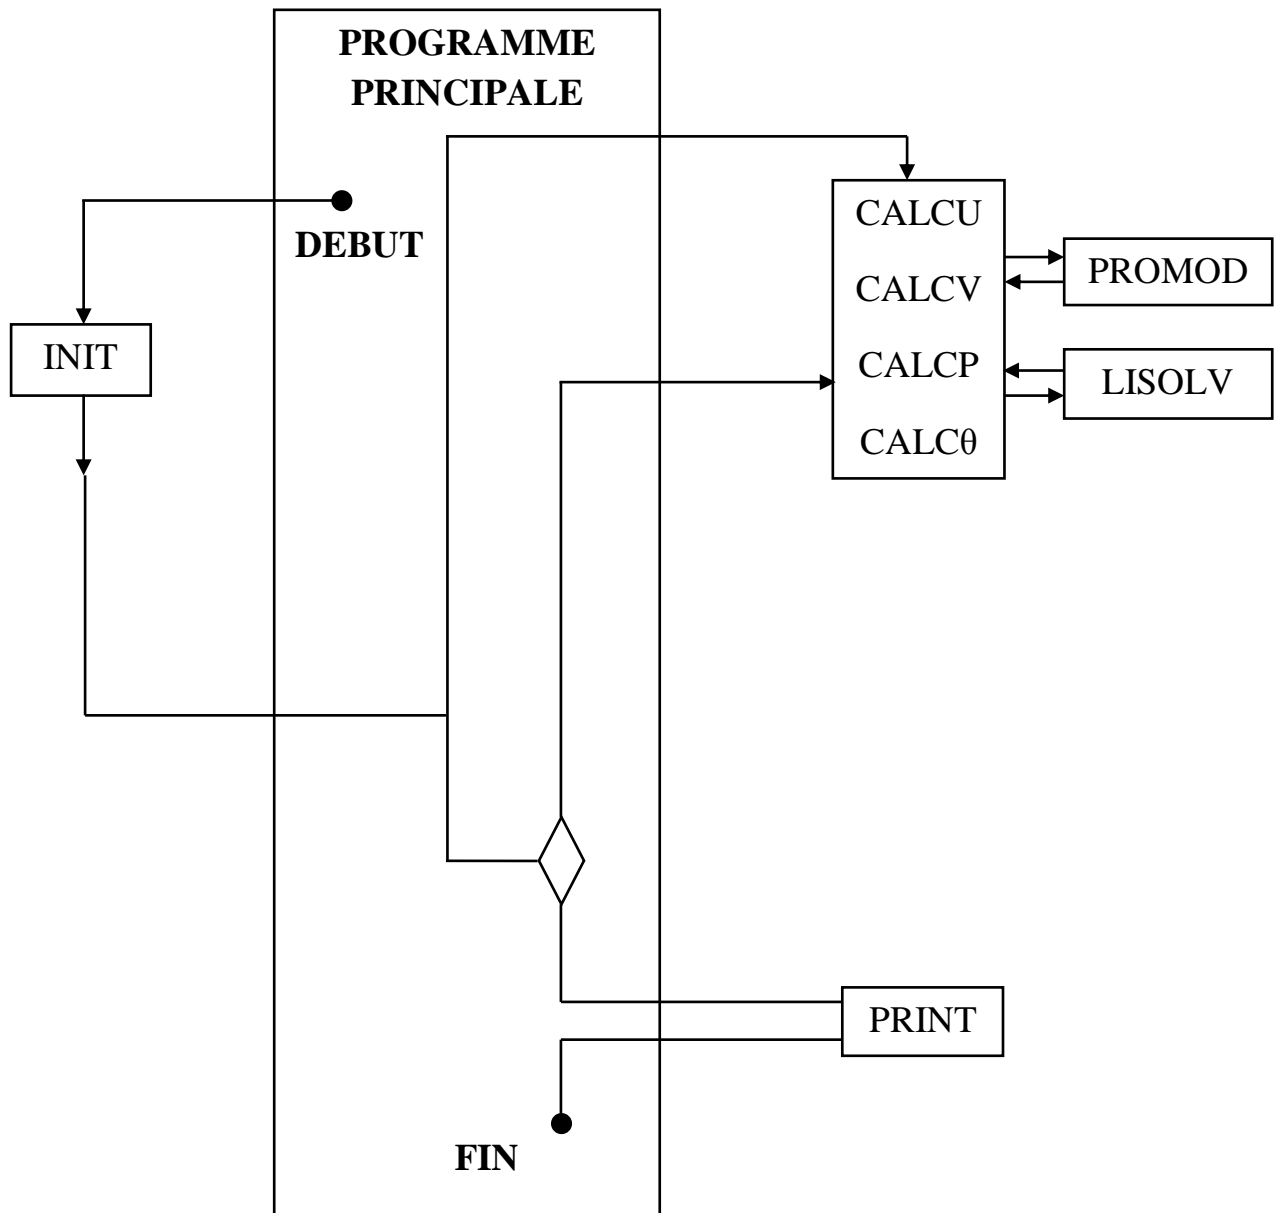 PROGRAMME
PRINCIPALE
DEBUT
INIT
CALCU
CALCV
CALCP
CALCθ
PROMOD
LISOLV
PRINT
FIN